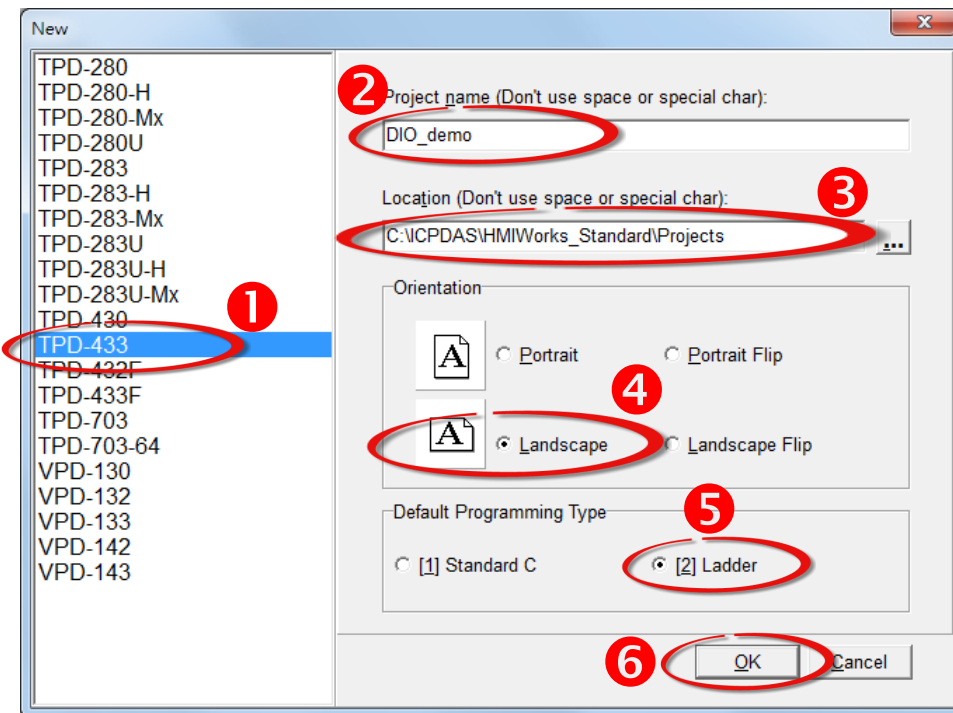 New
TPD-280
TPD-280-H
TPD-280-Mx
TPD-280U
TPD-283
TPD-283-H
TPD-283-Mx
TPD-283U
TPD-283U-H
TPD-283U-Mx
TPD-430
TPD-433
TPD-432F
TPD-433F
TPD-703
TPD-703-64
VPD-130
VPD-132
VPD-133
VPD-142
VPD-143
1
2
Project name (Don't use space or special char):
DIO_demo
3
Location (Don't use space or special char):
C:\ICPDAS\HMIWorks_Standard\Projects
...
Orientation
A
Portrait
Portrait Flip
4
A
Landscape
Landscape Flip
Default Programming Type
5
[1] Standard C
[2] Ladder
6
OK
Cancel